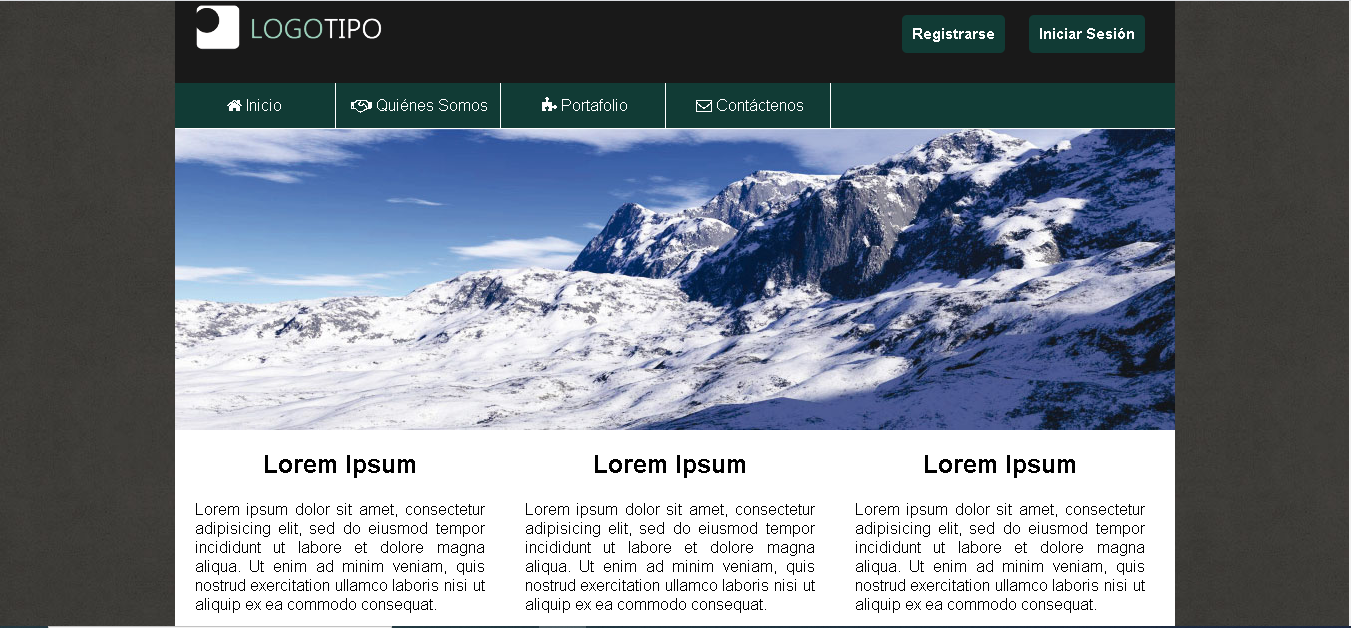 LOGOTIPO
Registrarse
Iniciar Sesión
Inicio
Quiénes Somos
Portafolio
Contáctenos
Lorem Ipsum
Lorem ipsum dolor sit amet, consectetur
adipisicing elit, sed do eiusmod tempor
incididunt ut labore et dolore magna
aliqua. Ut enim ad minim veniam, quis
nostrud exercitation ullamco laboris nisi ut
aliquip ex ea commodo consequat.
Lorem Ipsum
Lorem ipsum dolor sit amet, consectetur
adipisicing elit, sed do eiusmod tempor
incididunt ut labore et dolore magna
aliqua. Ut enim ad minim veniam, quis
nostrud exercitation ullamco laboris nisi ut
aliquip ex ea commodo consequat.
Lorem Ipsum
Lorem ipsum dolor sit amet, consectetur
adipisicing elit, sed do eiusmod tempor
incididunt ut labore et dolore magna
aliqua. Ut enim ad minim veniam, quis
nostrud exercitation ullamco laboris nisi ut
aliquip ex ea commodo consequat.